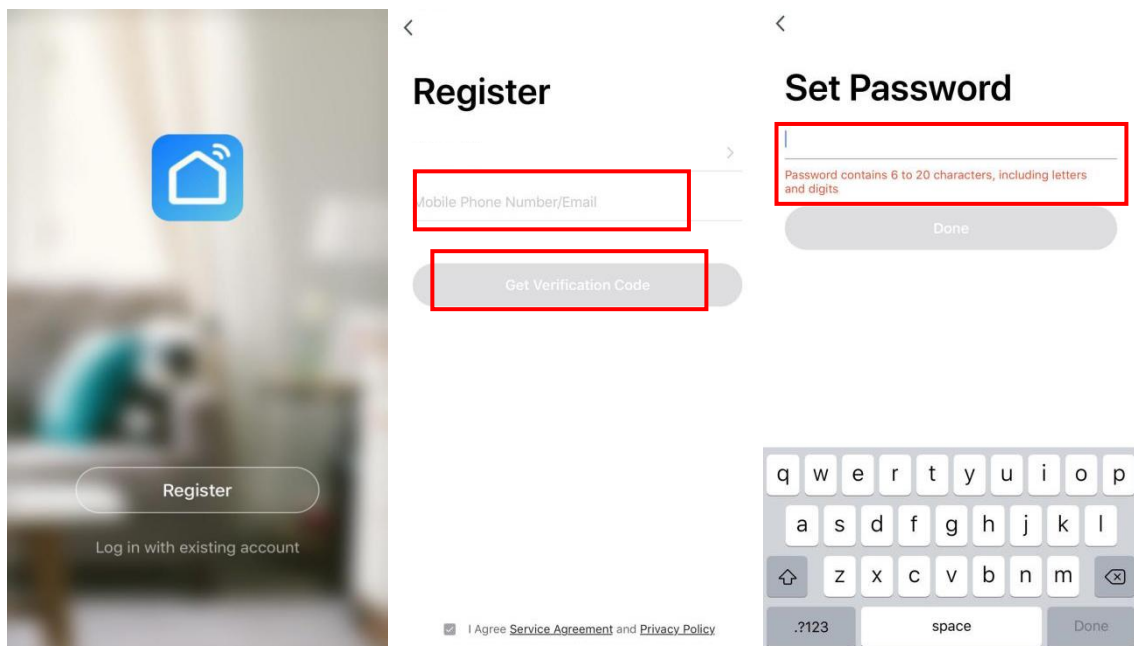 Register
Log in with existing account
Register
Mobile Phone Number/Email
Get Verification Code
I Agree Service Agreement and Privacy Policy
Set Password
Password contains 6 to 20 characters, including letters
and digits
Done
q w e r t y u i o p
a s d f g h j k l
z x c v b n m
.?123 space Done